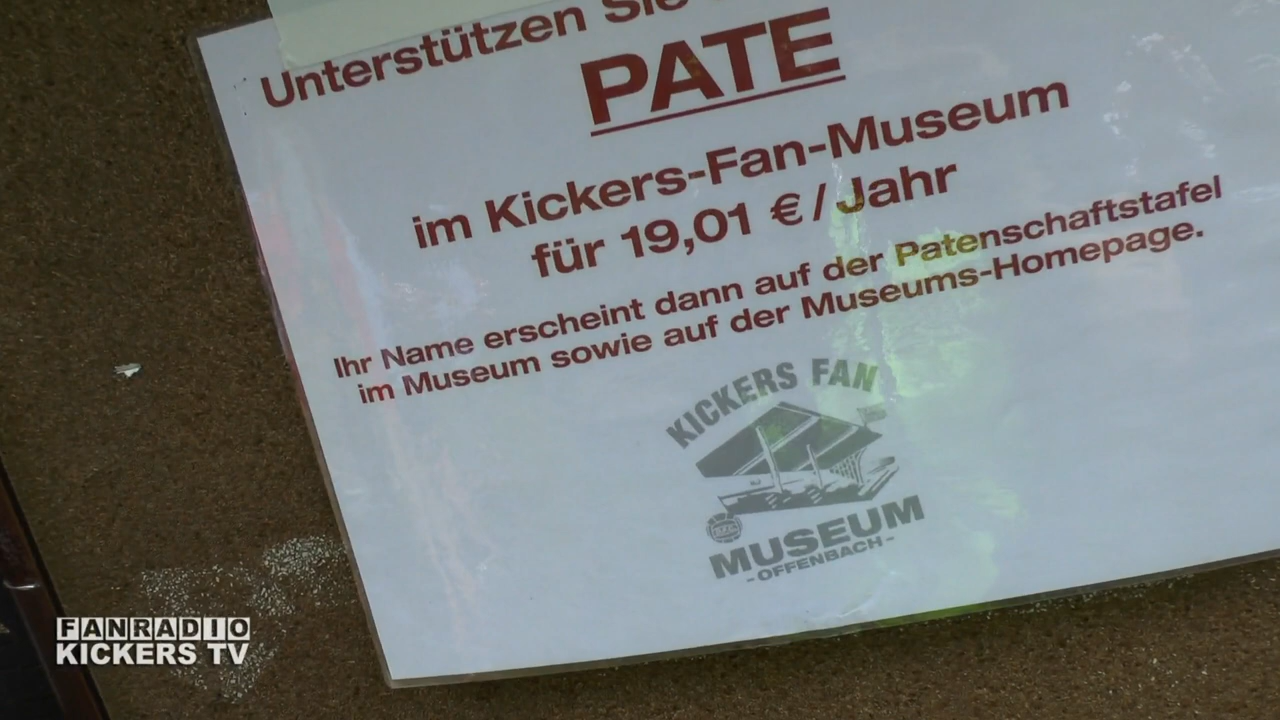 Unterstützen Sie
PATE
im Kickers-Fan-Museum
für 19,01 € / Jahr
Ihr Name erscheint dann auf der Patenschaftstafel
im Museum sowie auf der Museums-Homepage.
KICKERS FAN
MUSEUM
-OFFENBACH-
FANRADIO
KICKERS TV